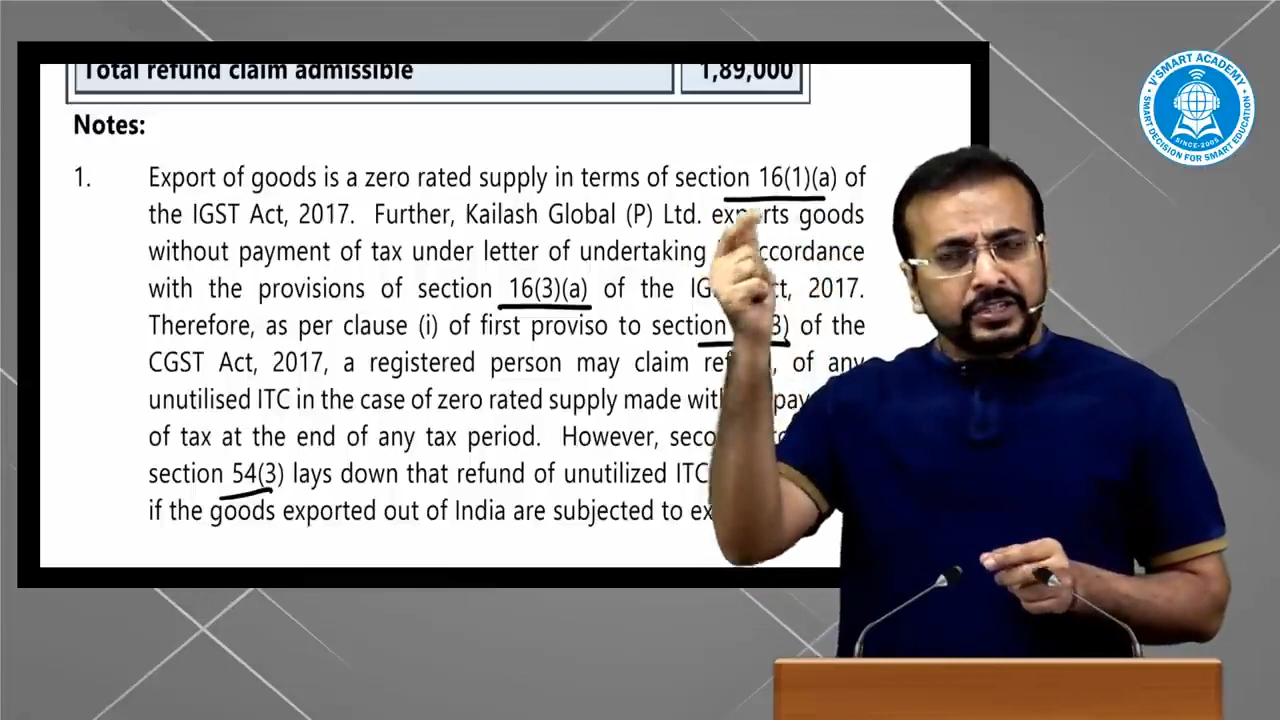 Total refund claim admissible 1,89,000
Notes:
1. Export of goods is a zero rated supply in terms of section 16(1)(a) of
the IGST Act, 2017. Further, Kailash Global (P) Ltd. exports goods
without payment of tax under letter of undertaking accordance
with the provisions of section 16(3)(a) of the 2017.
Therefore, as per clause (i) of first proviso to section of the
CGST Act, 2017, a registered person may claim of any
unutilised ITC in the case of zero rated supply made
of tax at the end of any tax period. However,
section 54(3) lays down that refund of unutilized ITC
if the goods exported out of India are subjected to
V'SMART ACADEMY
SINCE-2005
SMART DECISION FOR SMART EDUCATION